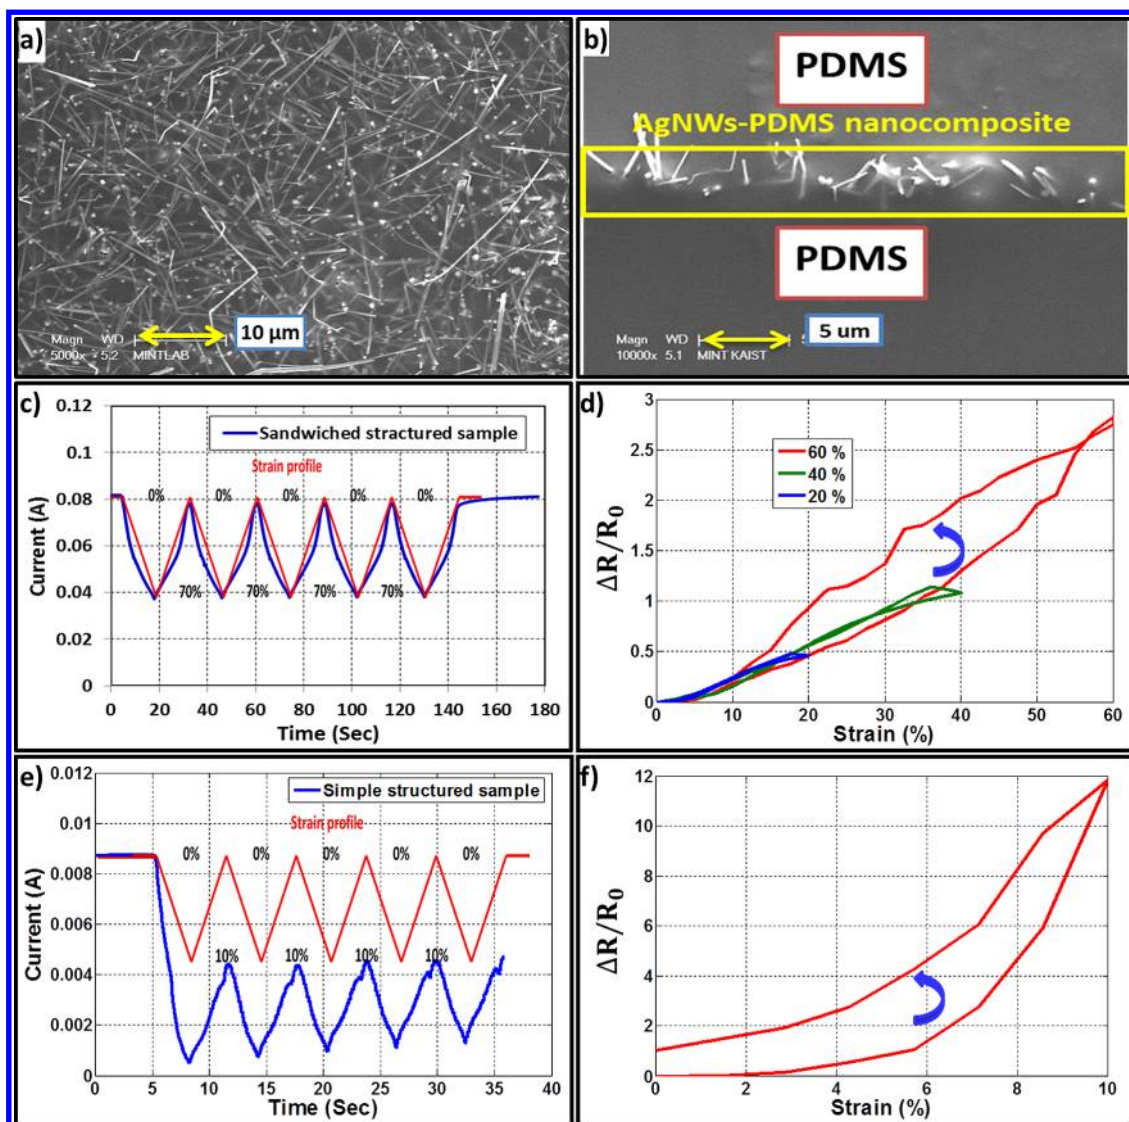 a)
10 μm
Magn WD
5000x 5.2 MINTLAB
b)
PDMS
AgNWs-PDMS nanocomposite
PDMS
5 um
Magn WD
10000x 5.1 MINT KAIST
c)
0.12
0.1
0.08
0.06
0.04
0.02
0
Current (A)
Sandwiched stractured sample
Strain profile
0% 0% 0% 0% 0%
70% 70% 70% 70%
0 20 40 60 80 100 120 140 160 180
Time (Sec)
d)
3
2.5
2
1.5
1
0.5
0
ΔR/R0
60 %
40 %
20 %
0 10 20 30 40 50 60
Strain (%)
e)
0.012
0.01
0.008
0.006
0.004
0.002
0
Current (A)
Simple structured sample
Strain profile
0% 0% 0% 0% 0%
10% 10% 10% 10%
0 5 10 15 20 25 30 35 40
Time (Sec)
f)
12
10
8
6
4
2
0
ΔR/R0
0 2 4 6 8 10
Strain (%)